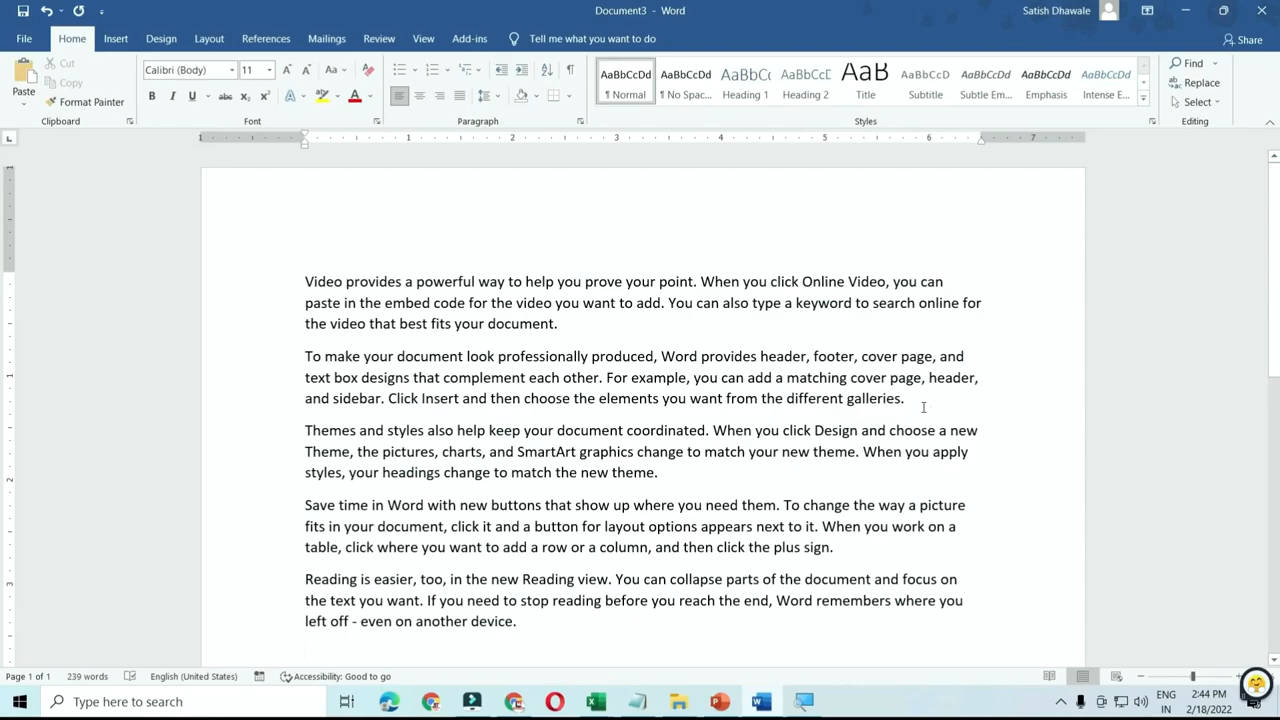 Document3 - Word
Satish Dhawale
File Home Insert Design Layout References Mailings Review View Add-ins Tell me what you want to do
Share
Paste
Cut
Copy
Format Painter
Clipboard
Calibri (Body) 11
Aa
B I U abc x₂ x²
A A
Font
Paragraph
AaBbCcDd AaBbCcDd AaBbC( AaBbCcE AaB AaBbCcD AaBbCcDd AaBbCcDd AaBbCcDd
¶ Normal ¶ No Spac... Heading 1 Heading 2 Title Subtitle Subtle Em... Emphasis Intense E...
Styles
Find
Replace
Select
Editing
1 1 2 3 4 5 6 7
Video provides a powerful way to help you prove your point. When you click Online Video, you can
paste in the embed code for the video you want to add. You can also type a keyword to search online for
the video that best fits your document.
To make your document look professionally produced, Word provides header, footer, cover page, and
text box designs that complement each other. For example, you can add a matching cover page, header,
and sidebar. Click Insert and then choose the elements you want from the different galleries.
Themes and styles also help keep your document coordinated. When you click Design and choose a new
Theme, the pictures, charts, and SmartArt graphics change to match your new theme. When you apply
styles, your headings change to match the new theme.
Save time in Word with new buttons that show up where you need them. To change the way a picture
fits in your document, click it and a button for layout options appears next to it. When you work on a
table, click where you want to add a row or a column, and then click the plus sign.
Reading is easier, too, in the new Reading view. You can collapse parts of the document and focus on
the text you want. If you need to stop reading before you reach the end, Word remembers where you
left off - even on another device.
Page 1 of 1 239 words English (United States) Accessibility: Good to go
Type here to search
ENG
IN
2:44 PM
2/18/2022